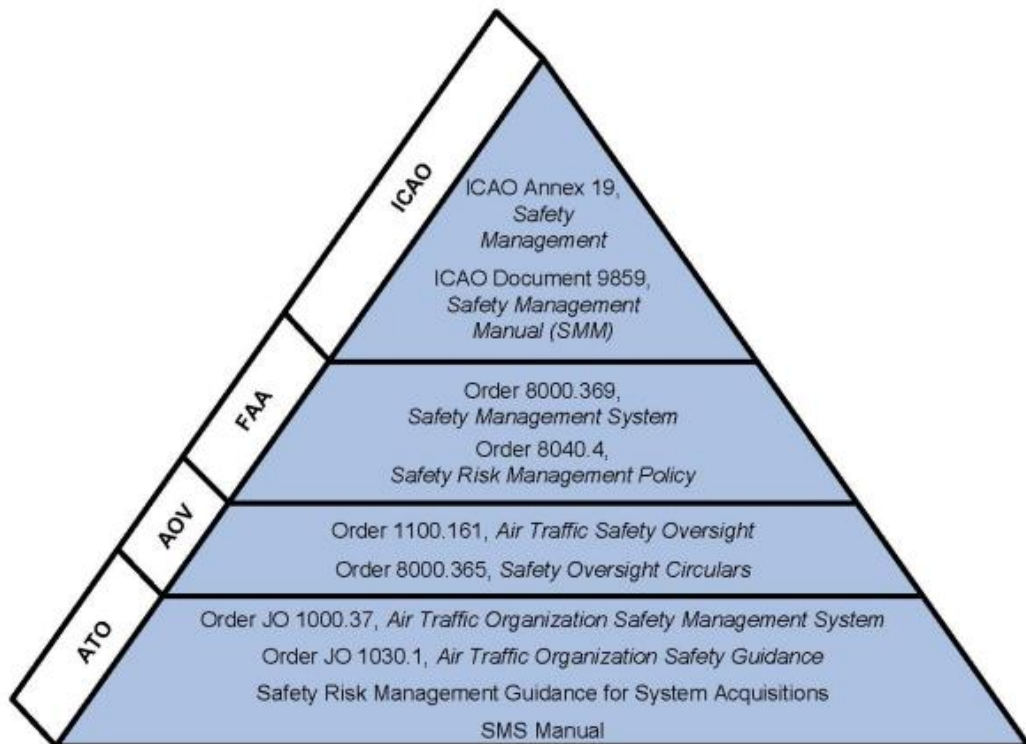 ICAO
ICAO Annex 19,
Safety
Management
ICAO Document 9859,
Safety Management
Manual (SMM)
FAA
Order 8000.369,
Safety Management System
Order 8040.4,
Safety Risk Management Policy
AOV
Order 1100.161, Air Traffic Safety Oversight
Order 8000.365, Safety Oversight Circulars
ATO
Order JO 1000.37, Air Traffic Organization Safety Management System
Order JO 1030.1, Air Traffic Organization Safety Guidance
Safety Risk Management Guidance for System Acquisitions
SMS Manual